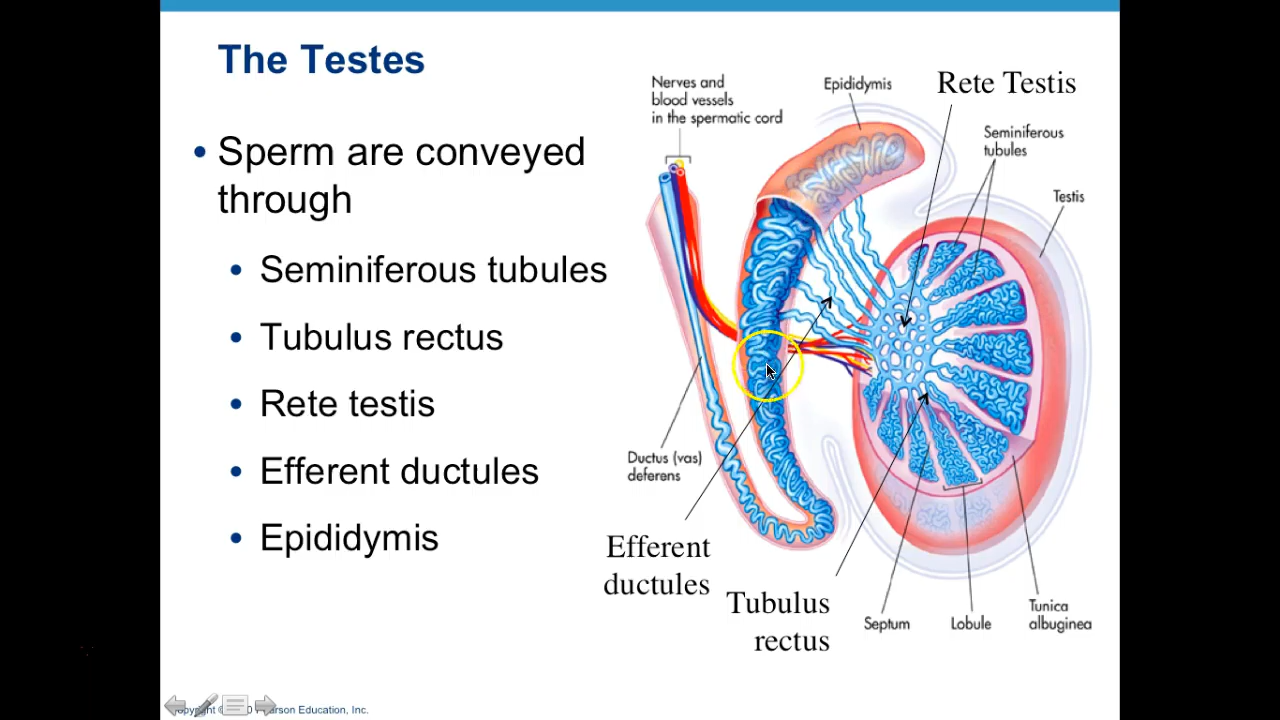 The Testes
• Sperm are conveyed
through
• Seminiferous tubules
• Tubulus rectus
• Rete testis
• Efferent ductules
• Epididymis
Nerves and
blood vessels
in the spermatic cord
Epididymis
Rete Testis
Seminiferous
tubules
Testis
Ductus (vas)
deferens
Efferent
ductules
Tubulus
rectus
Septum
Lobule
Tunica
albuginea
Education, Inc.